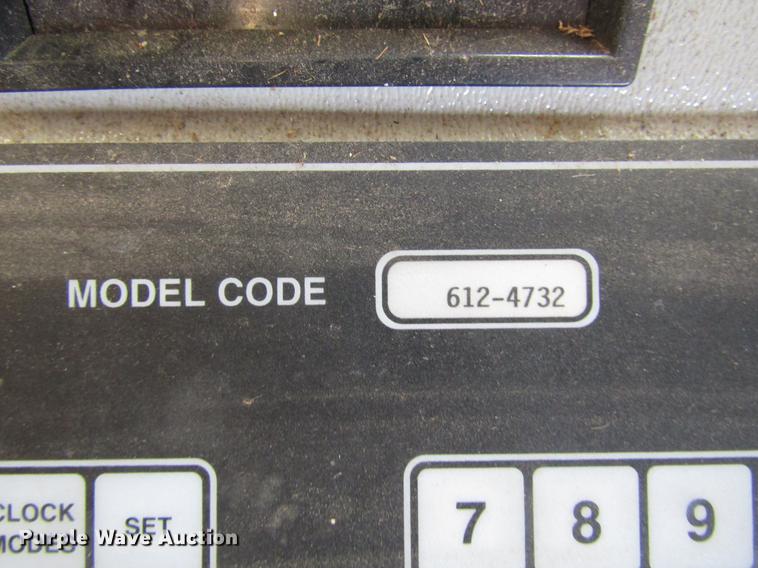 MODEL CODE 612-4732
CLOCK MODES SET 7 8 9
Purple Wave Auction